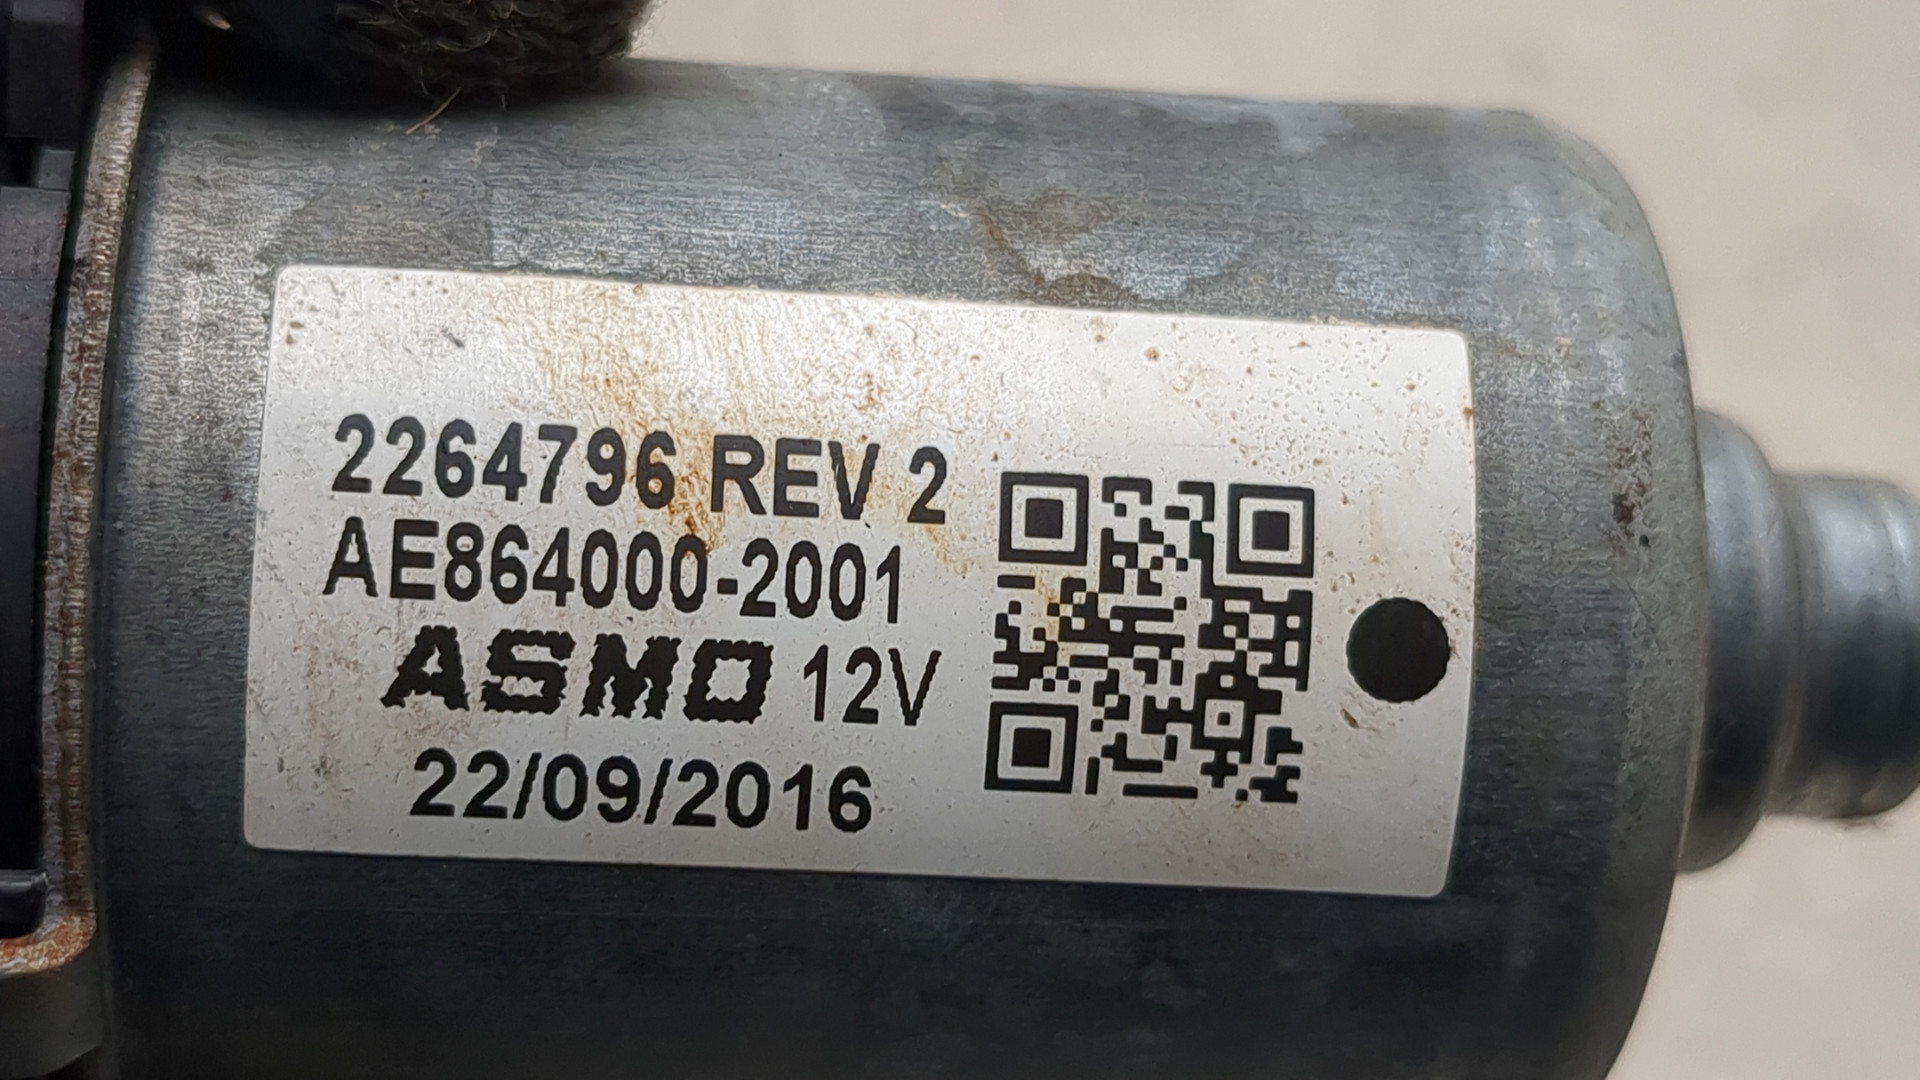 2264796 REV 2
AE864000-2001
ASMO 12V
22/09/2016